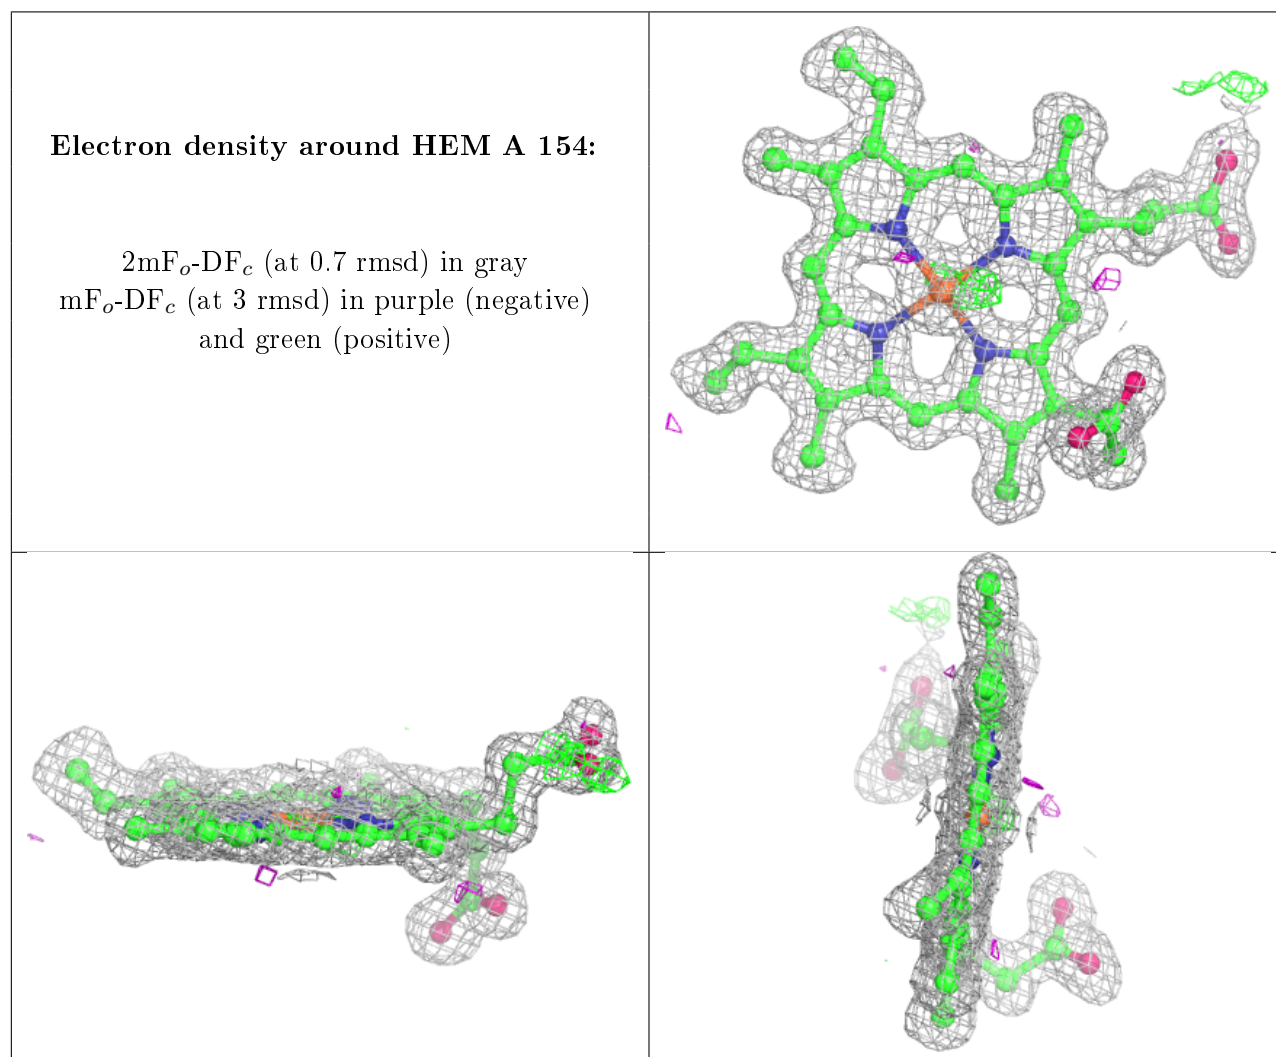 Electron density around HEM A 154:
2mFₒ-DF𝒸 (at 0.7 rmsd) in gray
mFₒ-DF𝒸 (at 3 rmsd) in purple (negative)
and green (positive)